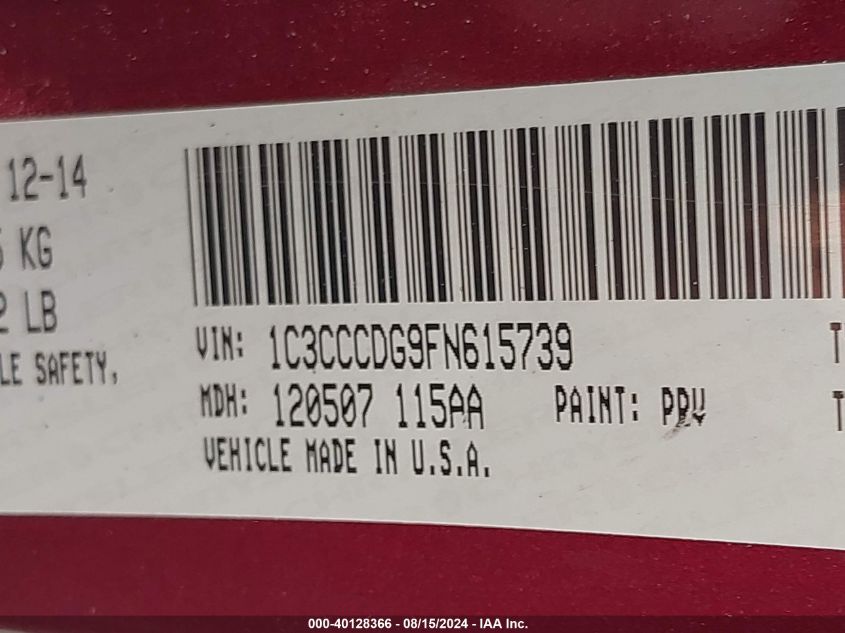 12-14
KG
LB
LE SAFETY,
VIN: 1C3CCCDG9FN615739
MDH: 120507 115AA PAINT: PRV
VEHICLE MADE IN U.S.A.
T
T
000-40128366 - 08/15/2024 - IAA Inc.